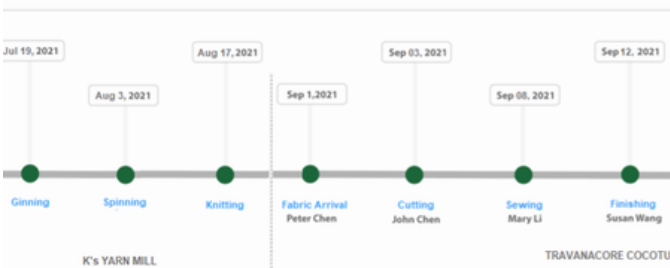 Jul 19, 2021
Aug 17, 2021
Sep 03, 2021
Sep 12, 2021
Aug 3, 2021
Sep 1,2021
Sep 08, 2021
Ginning
Spinning
Knitting
Fabric Arrival
Peter Chen
Cutting
John Chen
Sewing
Mary Li
Finishing
Susan Wang
K's YARN MILL
TRAVANACORE COCOTU